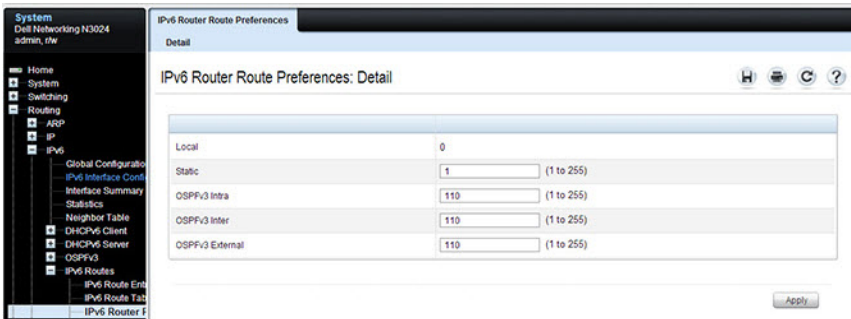 System
Dell Networking N3024
admin, r/w
Home
System
Switching
Routing
ARP
IP
IPv6
Global Configuratio
IPv6 Interface Confi
Interface Summary
Statistics
Neighbor Table
DHCPv6 Client
DHCPv6 Server
OSPFv3
IPv6 Routes
IPv6 Route Ent
IPv6 Route Tab
IPv6 Router F
IPv6 Router Route Preferences
Detail
IPv6 Router Route Preferences: Detail
Local 0
Static 1 (1 to 255)
OSPFv3 Intra 110 (1 to 255)
OSPFv3 Inter 110 (1 to 255)
OSPFv3 External 110 (1 to 255)
Apply